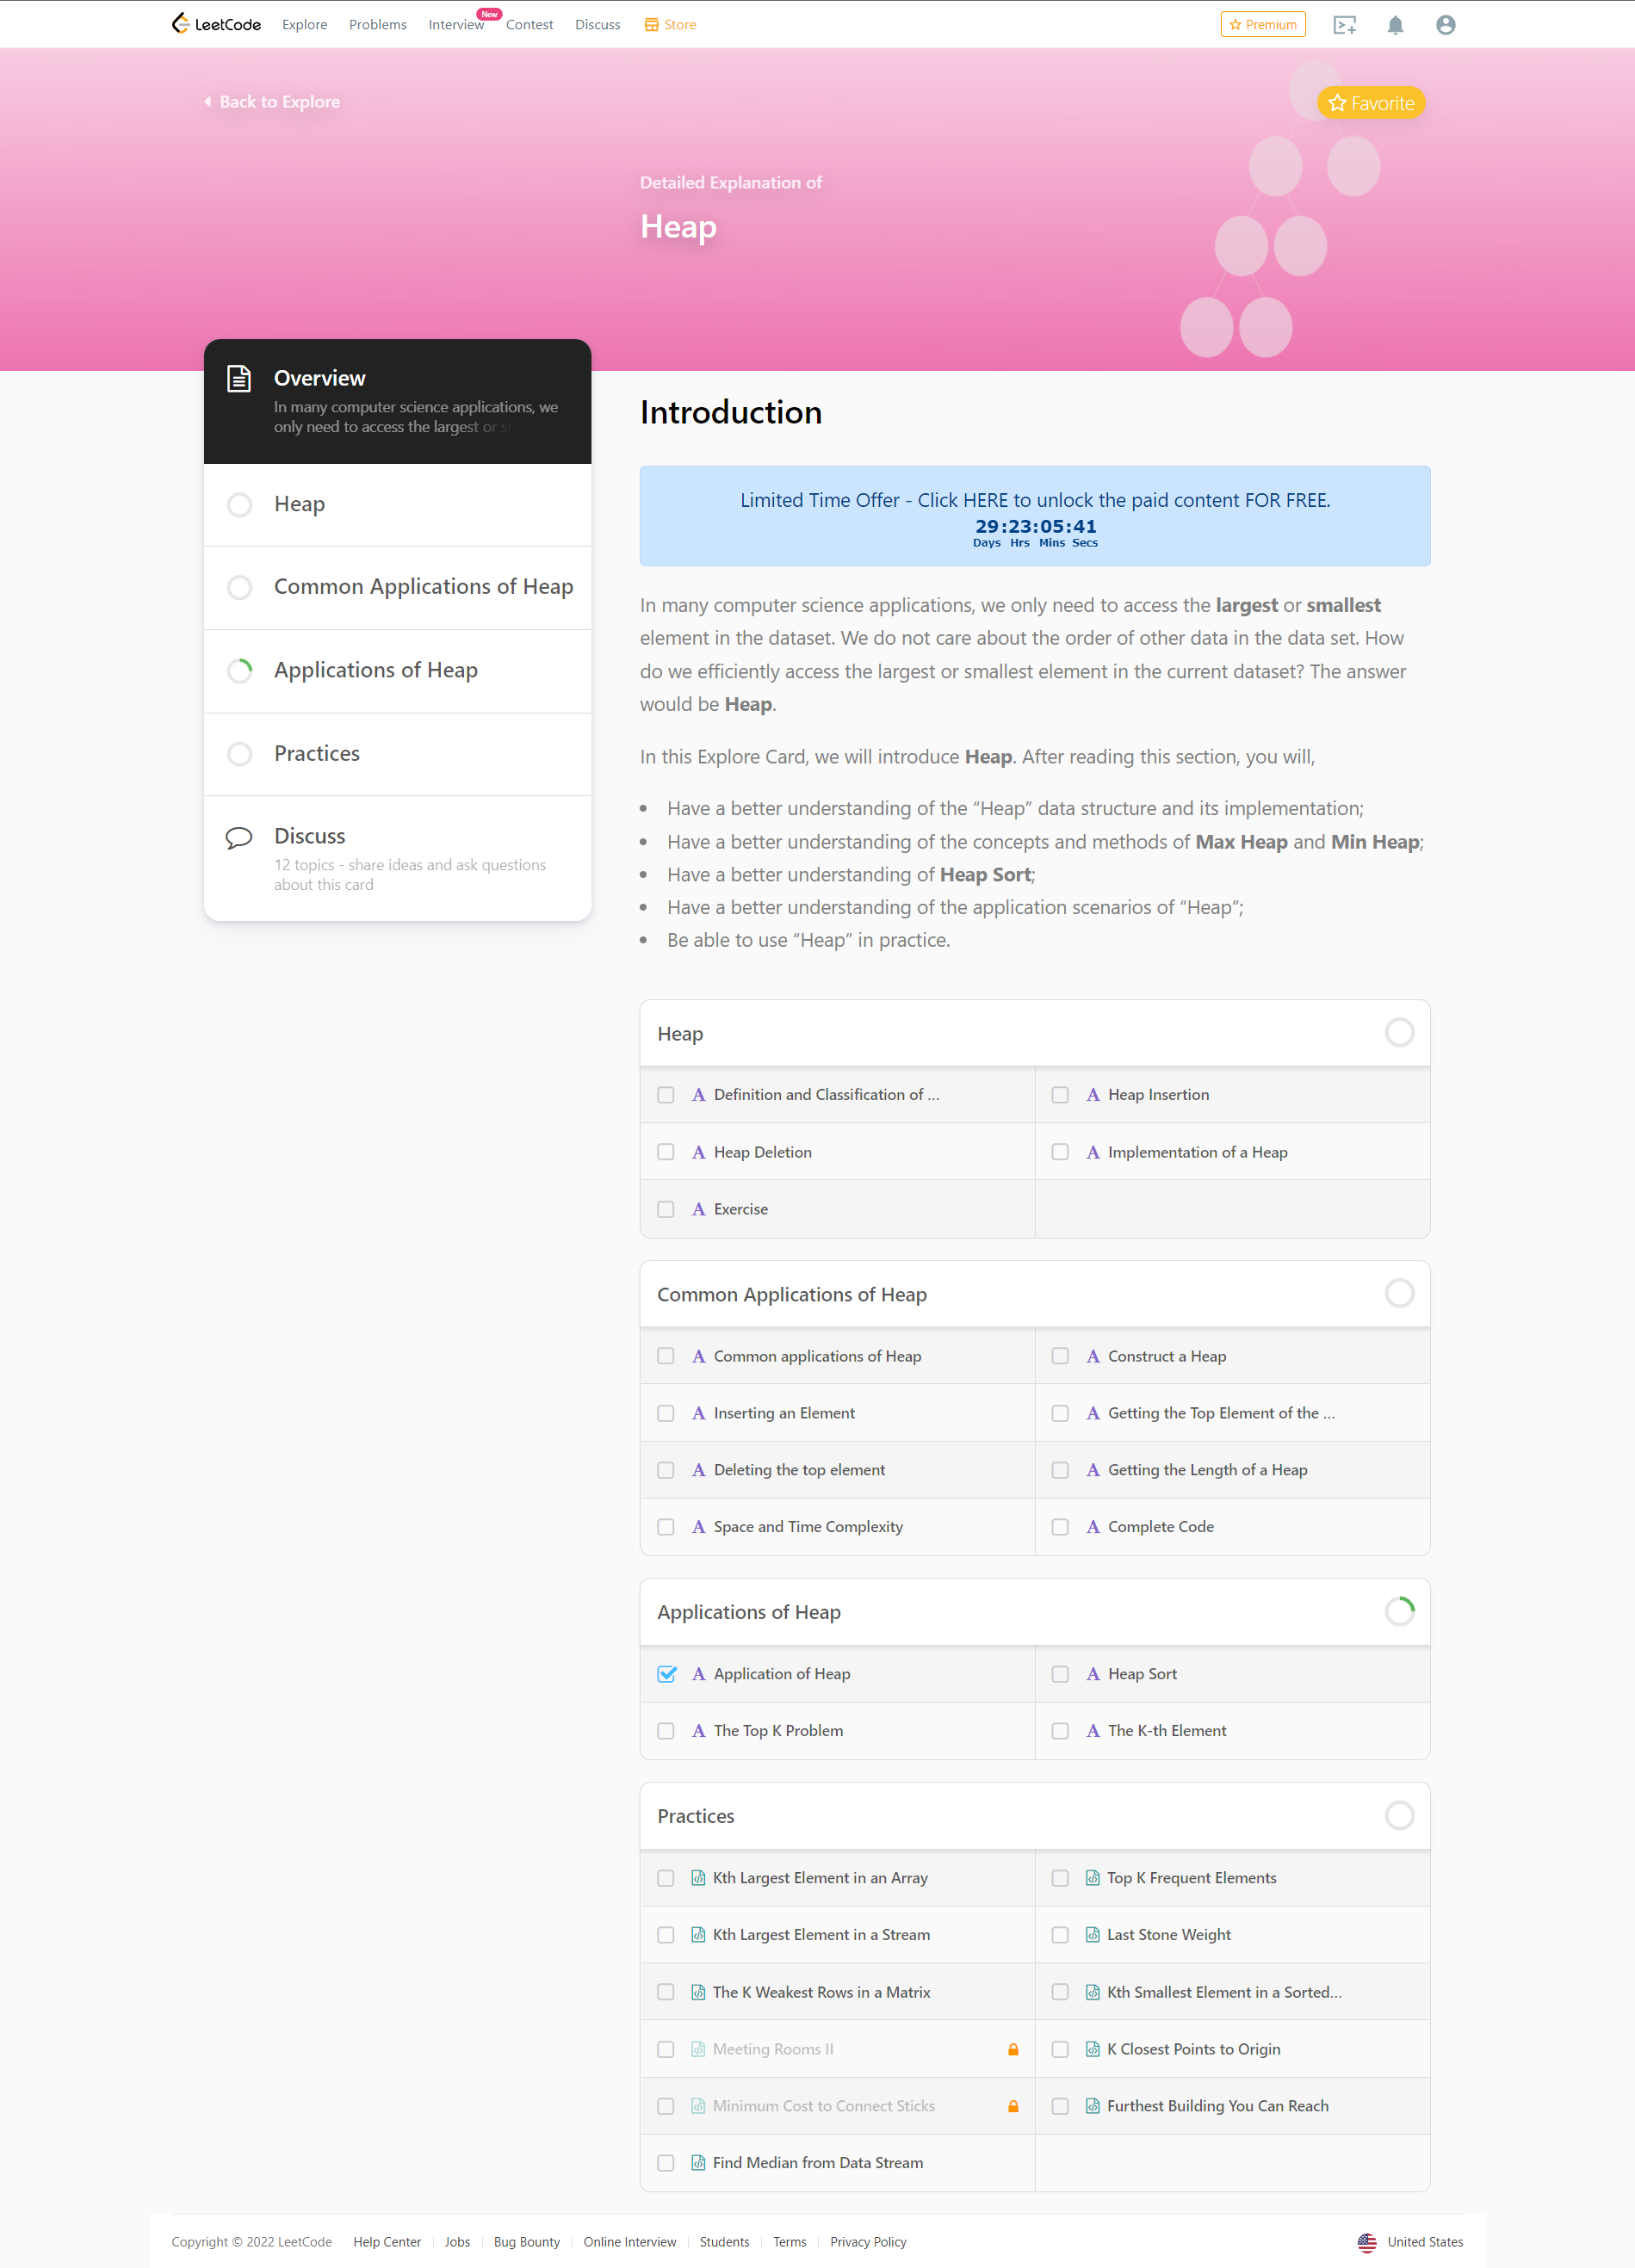 LeetCode Explore Problems Interview New Contest Discuss Store Premium
Back to Explore
Favorite
Detailed Explanation of
Heap
Overview
In many computer science applications, we
only need to access the largest or
Heap
Common Applications of Heap
Applications of Heap
Practices
Discuss
12 topics - share ideas and ask questions
about this card
Introduction
Limited Time Offer - Click HERE to unlock the paid content FOR FREE.
29:23:05:41
Days Hrs Mins Secs
In many computer science applications, we only need to access the largest or smallest
element in the dataset. We do not care about the order of other data in the data set. How
do we efficiently access the largest or smallest element in the current dataset? The answer
would be Heap.
In this Explore Card, we will introduce Heap. After reading this section, you will,
• Have a better understanding of the “Heap” data structure and its implementation;
• Have a better understanding of the concepts and methods of Max Heap and Min Heap;
• Have a better understanding of Heap Sort;
• Have a better understanding of the application scenarios of “Heap”;
• Be able to use “Heap” in practice.
Heap
A Definition and Classification of ...
A Heap Insertion
A Heap Deletion
A Implementation of a Heap
A Exercise
Common Applications of Heap
A Common applications of Heap
A Construct a Heap
A Inserting an Element
A Getting the Top Element of the ...
A Deleting the top element
A Getting the Length of a Heap
A Space and Time Complexity
A Complete Code
Applications of Heap
A Application of Heap
A Heap Sort
A The Top K Problem
A The K-th Element
Practices
Kth Largest Element in an Array
Top K Frequent Elements
Kth Largest Element in a Stream
Last Stone Weight
The K Weakest Rows in a Matrix
Kth Smallest Element in a Sorted...
Meeting Rooms II
K Closest Points to Origin
Minimum Cost to Connect Sticks
Furthest Building You Can Reach
Find Median from Data Stream
Copyright © 2022 LeetCode Help Center | Jobs | Bug Bounty | Online Interview | Students | Terms | Privacy Policy United States